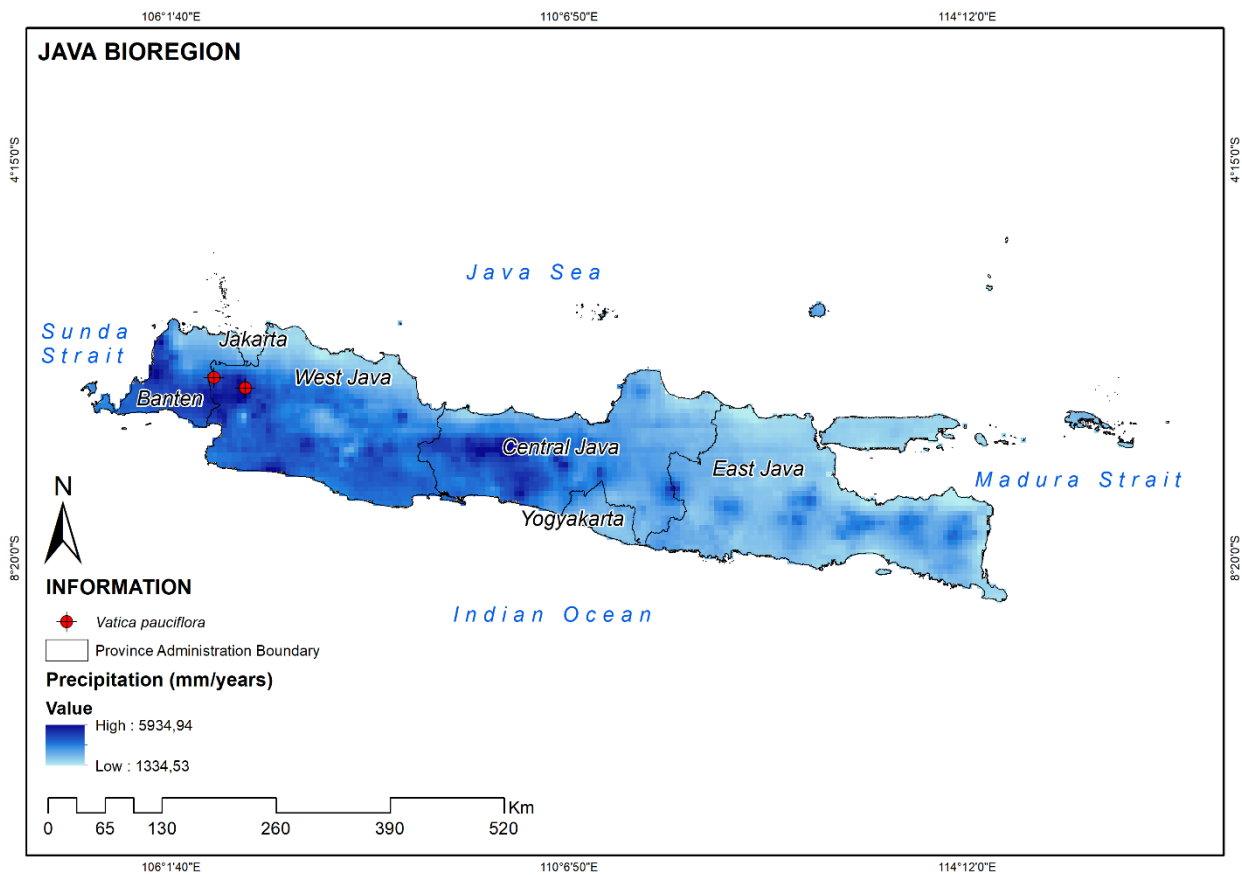 106°1'40"E 110°6'50"E 114°12'0"E
JAVA BIOREGION
4°15'0"S 4°15'0"S
Java Sea
Sunda
Strait
Jakarta
West Java
Banten
Central Java
East Java
Madura Strait
Yogyakarta
N
8°20'0"S 8°20'0"S
INFORMATION
Indian Ocean
Vatica pauciflora
Province Administration Boundary
Precipitation (mm/years)
Value
High : 5934,94
Low : 1334,53
Km
0 65 130 260 390 520
106°1'40"E 110°6'50"E 114°12'0"E